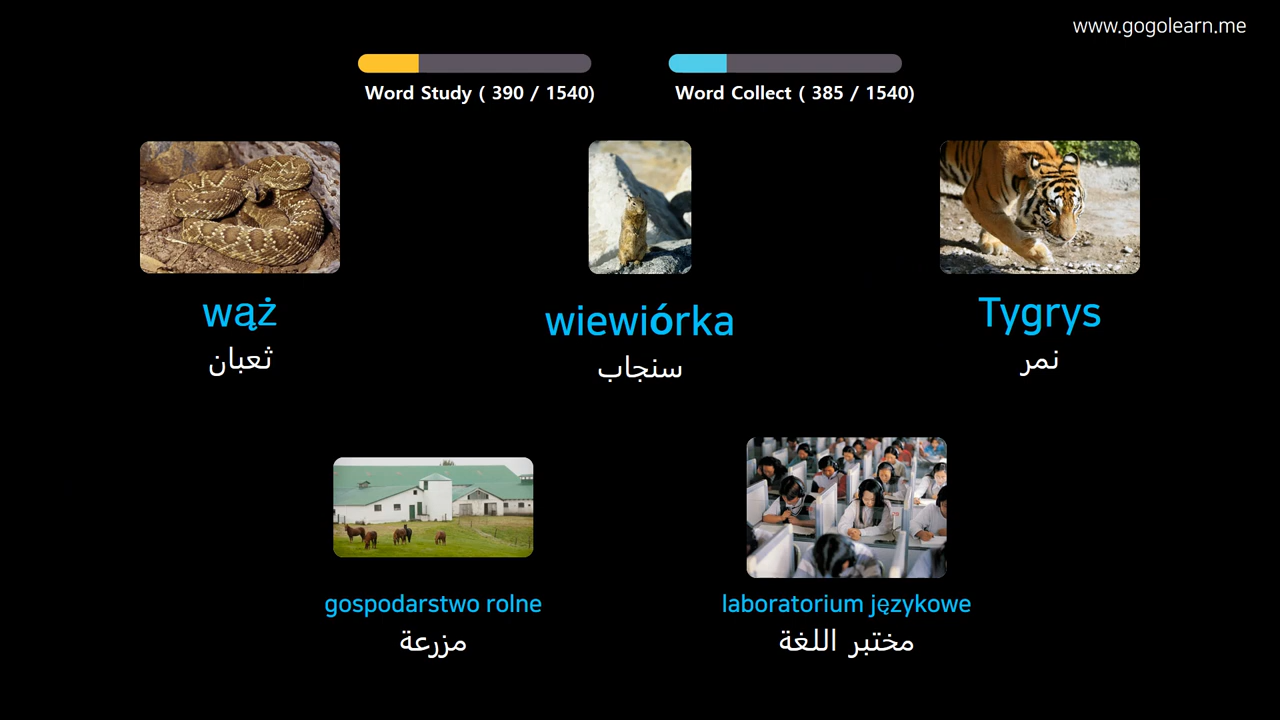 www.gogolearn.me
Word Study ( 390 / 1540)
Word Collect ( 385 / 1540)
wąż
ثعبان
wiewiórka
سنجاب
Tygrys
نمر
gospodarstwo rolne
مزرعة
laboratorium językowe
مختبر اللغة